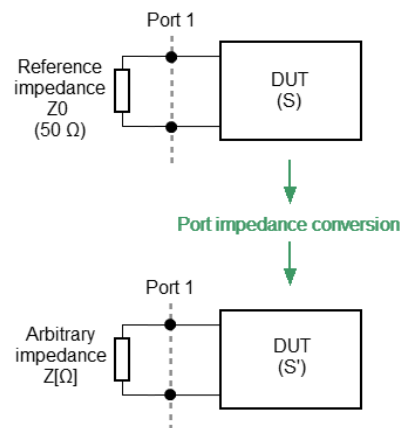 Port 1
Reference
impedance
Z0
(50 Ω)
DUT
(S)
Port impedance conversion
Port 1
Arbitrary
impedance
Z[Ω]
DUT
(S')